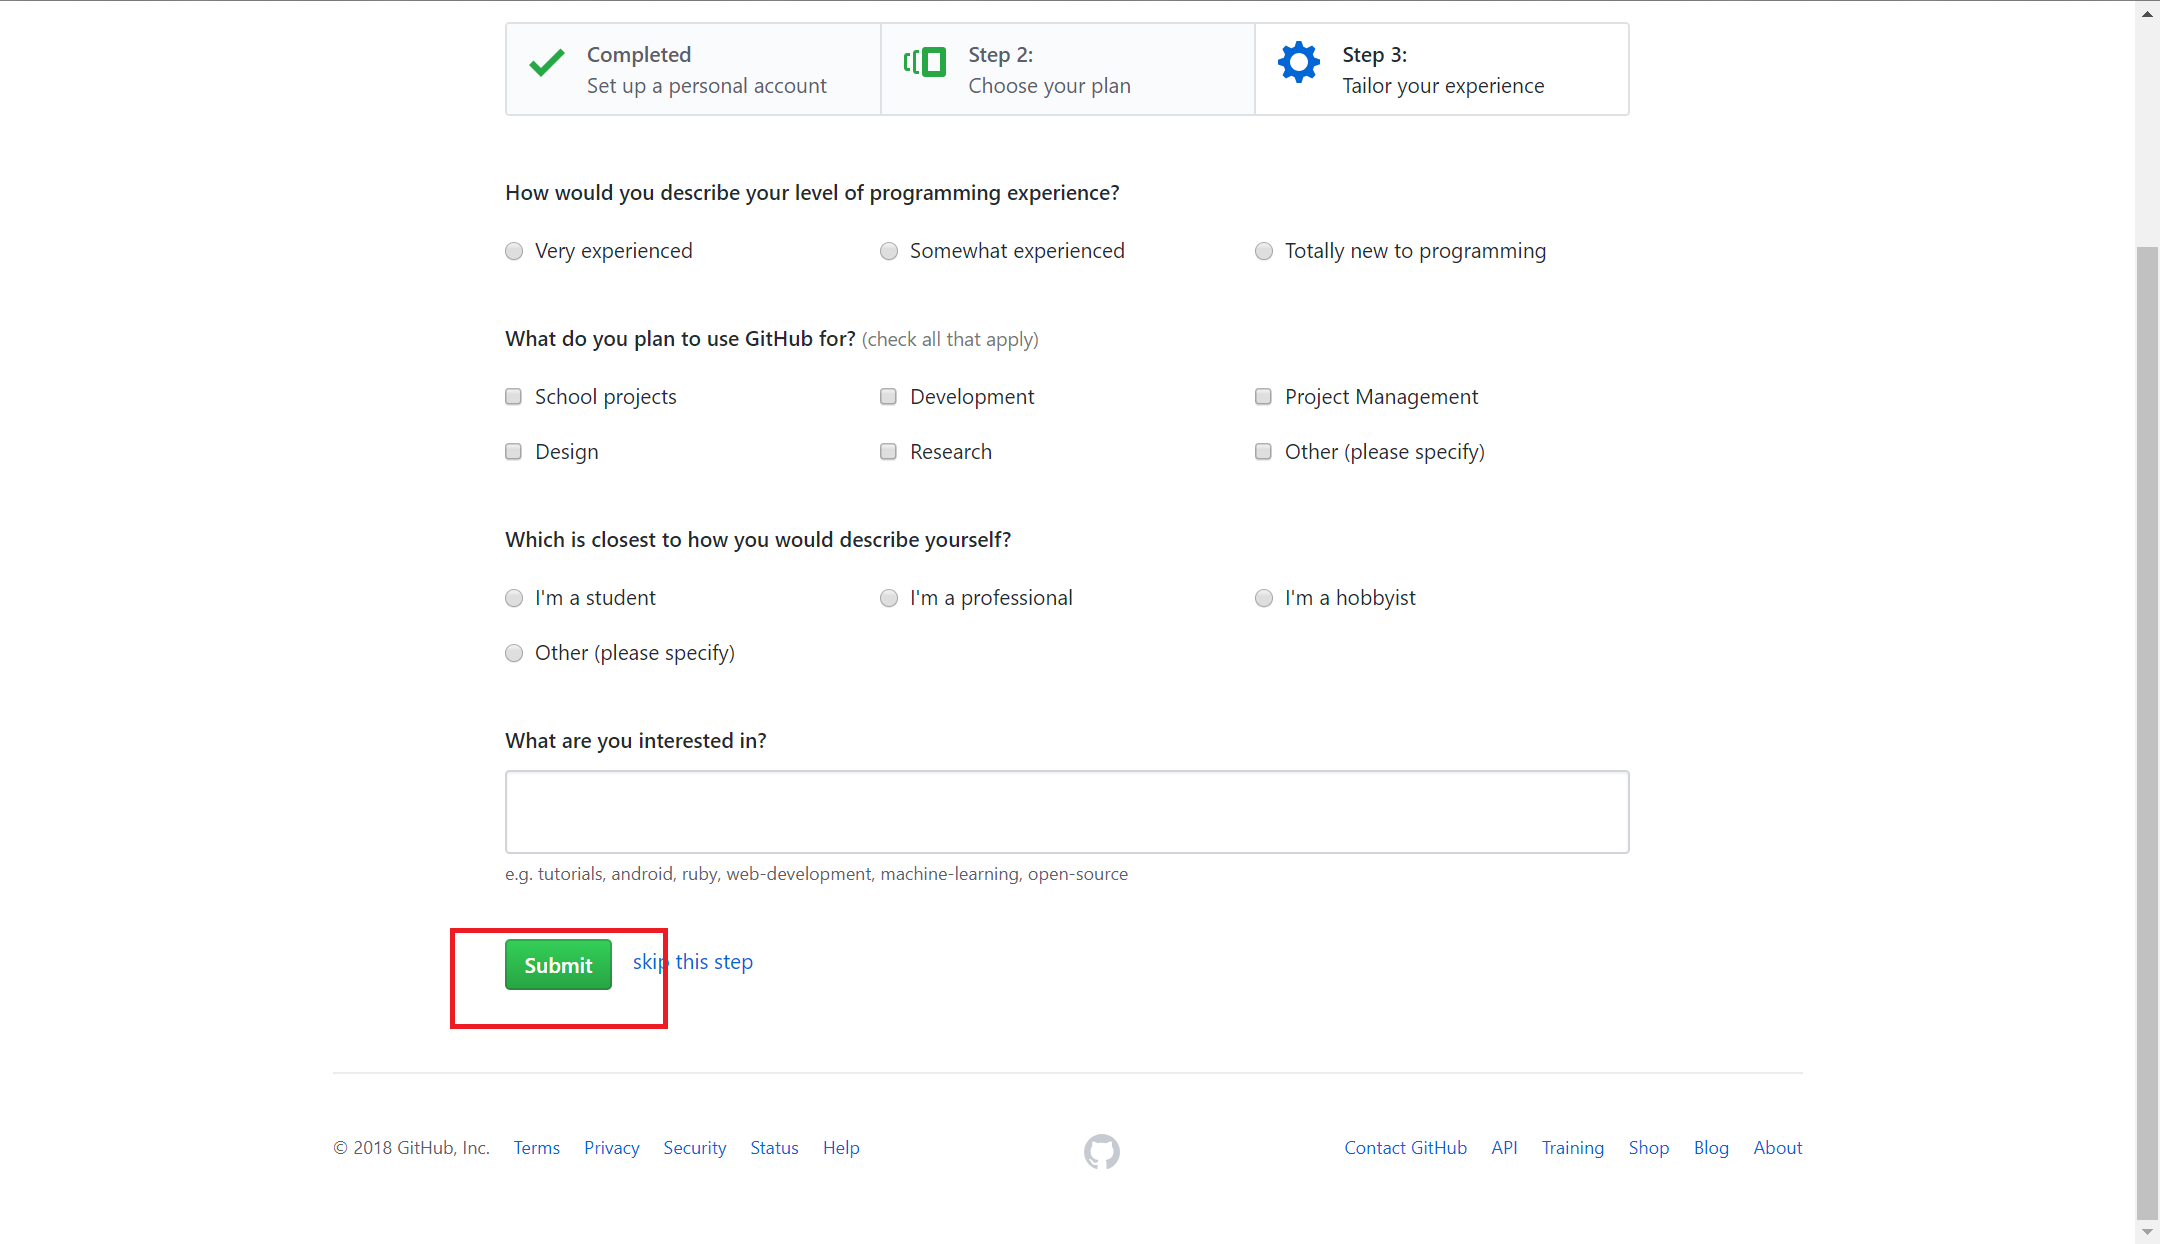 Completed
Set up a personal account
Step 2:
Choose your plan
Step 3:
Tailor your experience
How would you describe your level of programming experience?
Very experienced
Somewhat experienced
Totally new to programming
What do you plan to use GitHub for? (check all that apply)
School projects
Development
Project Management
Design
Research
Other (please specify)
Which is closest to how you would describe yourself?
I'm a student
I'm a professional
I'm a hobbyist
Other (please specify)
What are you interested in?
e.g. tutorials, android, ruby, web-development, machine-learning, open-source
Submit
skip this step
© 2018 GitHub, Inc. Terms Privacy Security Status Help
Contact GitHub API Training Shop Blog About